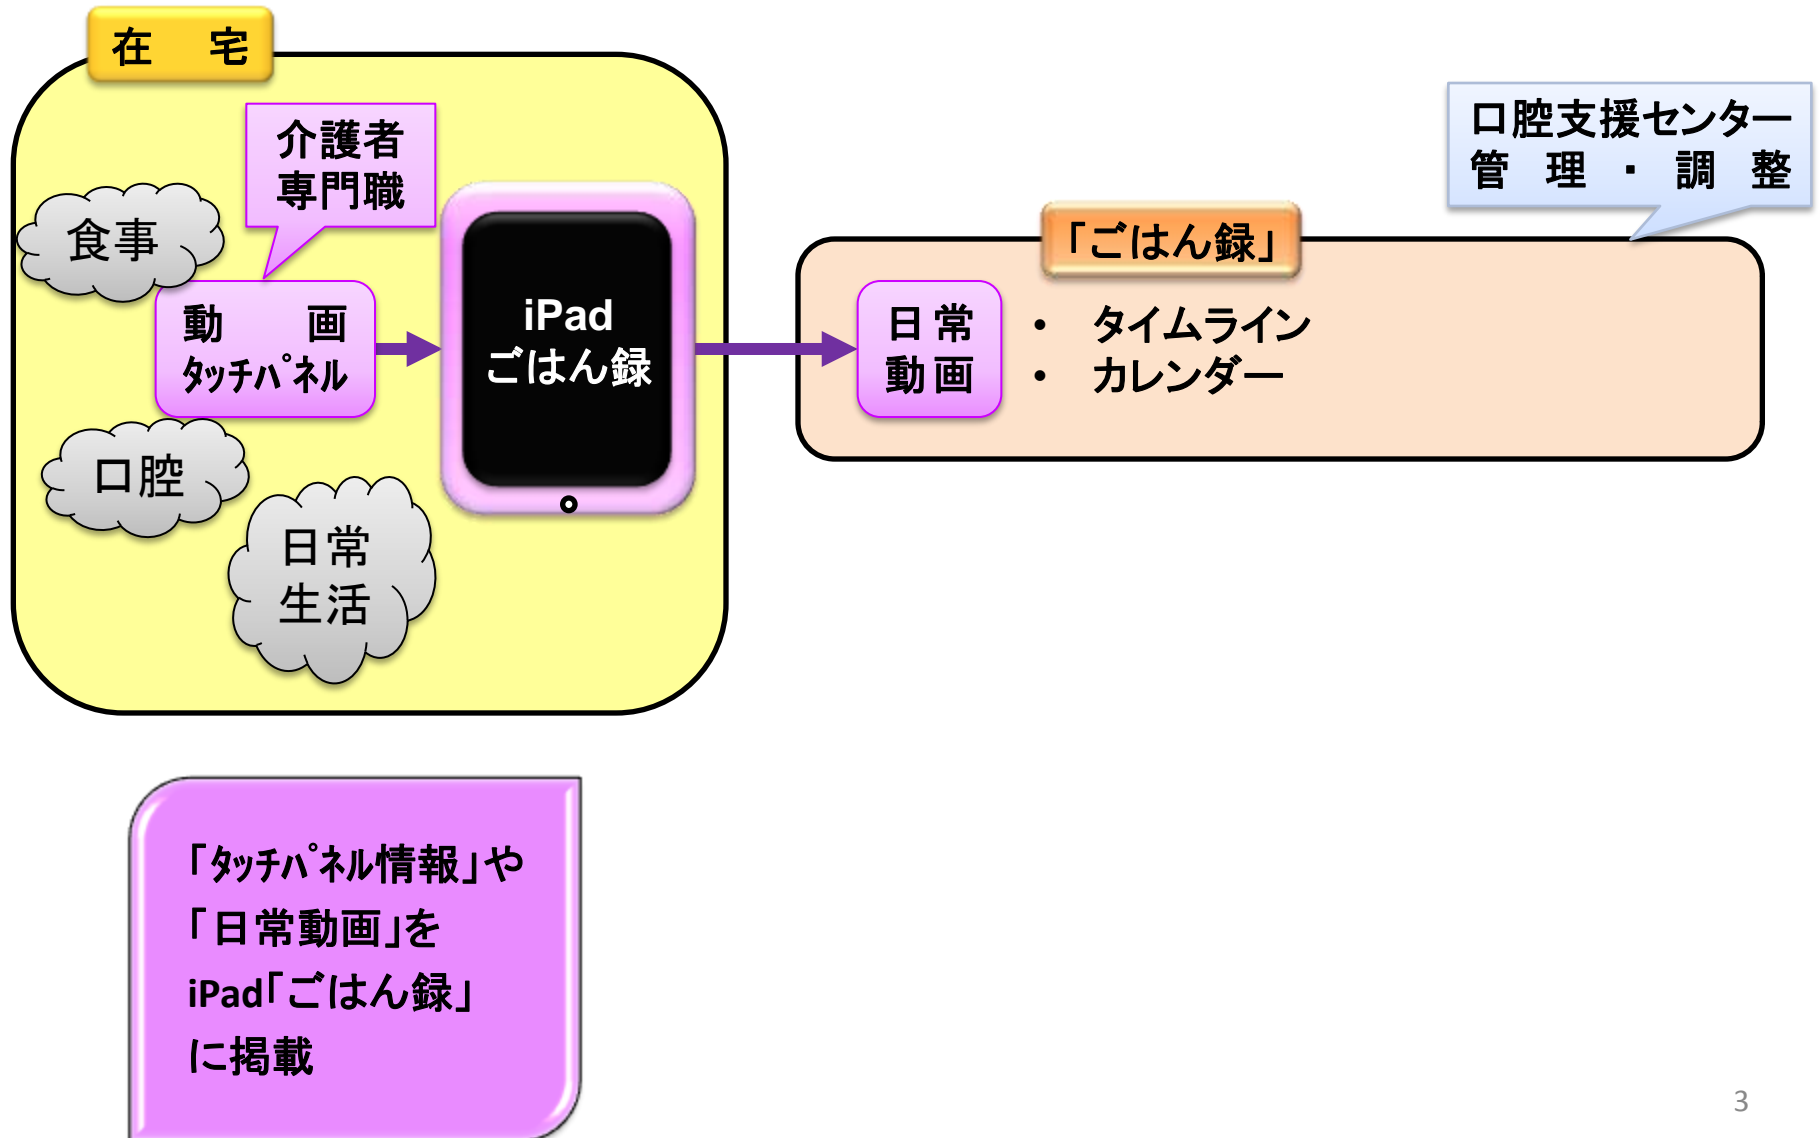 在　宅
介護者
専門職
食事
動　画
ﾀｯﾁﾊﾟﾈﾙ
口腔
日常
生活
iPad
ごはん録
口腔支援センター
管 理 ・ 調 整
「ごはん録」
日常
動画
• タイムライン
• カレンダー
「ﾀｯﾁﾊﾟﾈﾙ情報」や
「日常動画」を
iPad「ごはん録」
に掲載
3